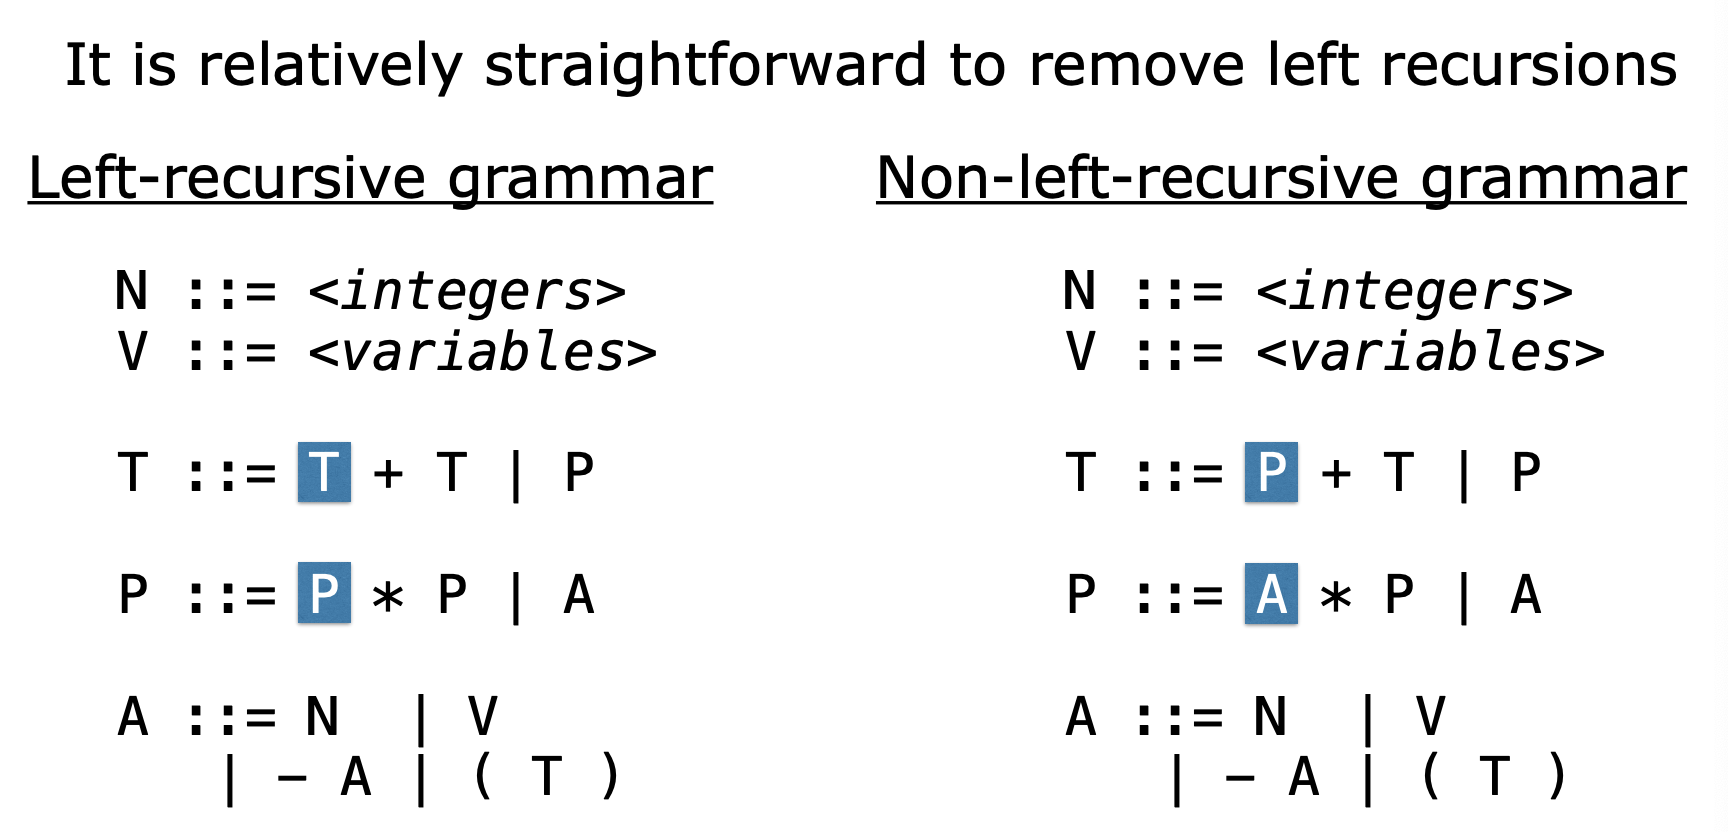 It is relatively straightforward to remove left recursions
Left-recursive grammar
N ::= <integers>
V ::= <variables>
T ::= T + T | P
P ::= P * P | A
A ::= N | V
| − A | ( T )
Non-left-recursive grammar
N ::= <integers>
V ::= <variables>
T ::= P + T | P
P ::= A * P | A
A ::= N | V
| − A | ( T )